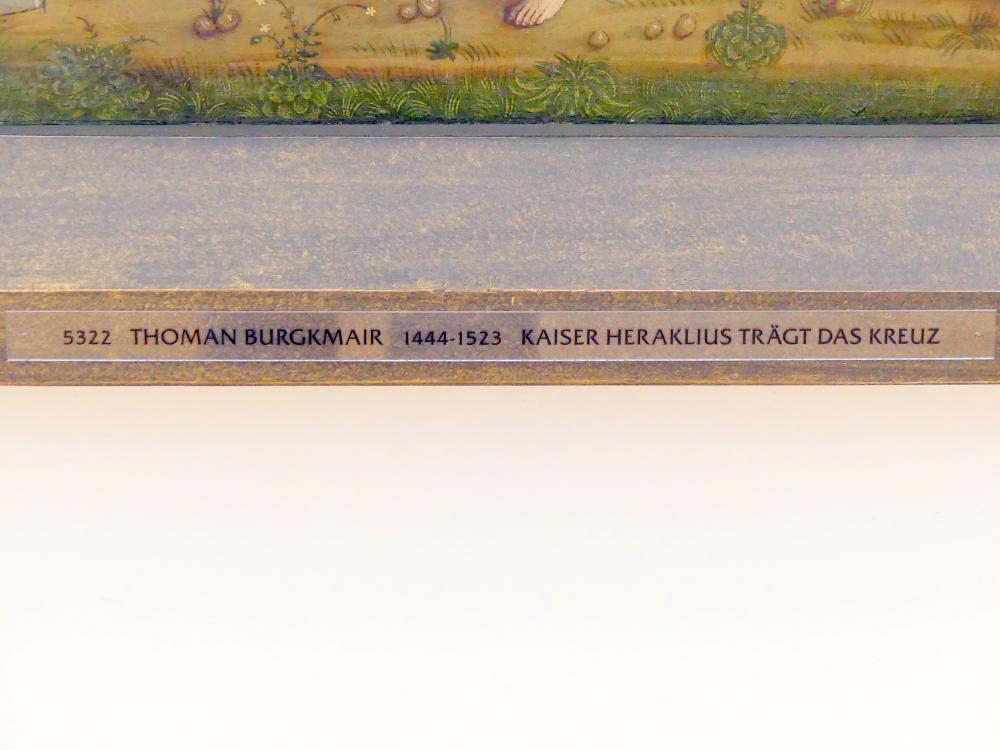 5322 THOMAN BURGKMAIR 1444-1523 KAISER HERAKLIUS TRÄGT DAS KREUZ